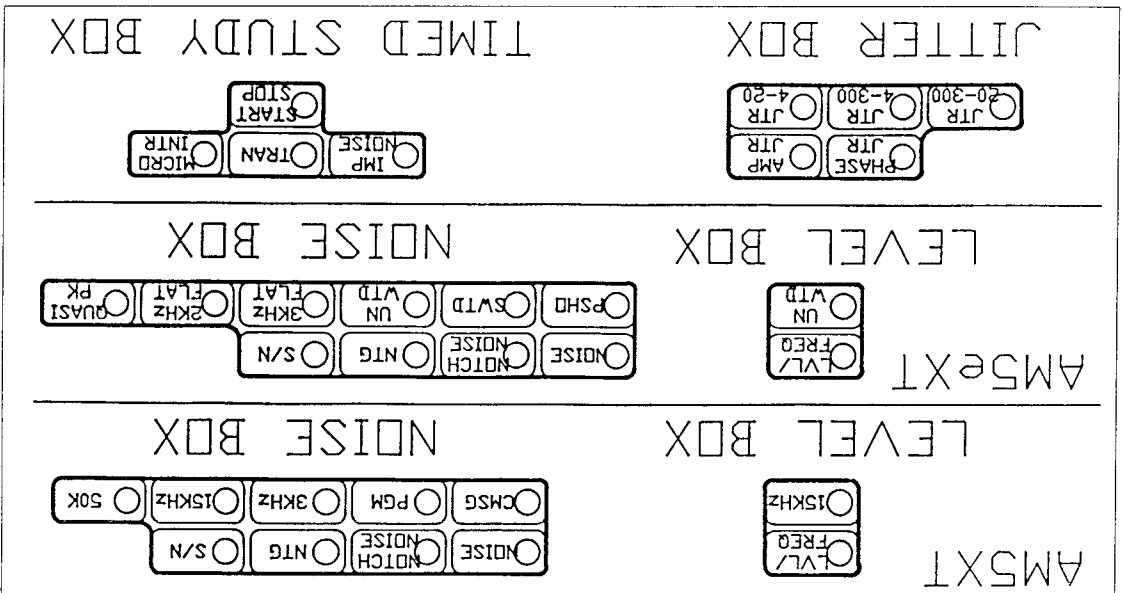 AM5XT
LVL/
FREQ
15KHz
LEVEL BOX
NOISE
NOTCH
NOISE
NTG
S/N
CMSG
PGM
3KHz
15KHz
50K
NOISE BOX
AM5eXT
LVL/
FREQ
UN
WTD
LEVEL BOX
NOISE
NOTCH
NOISE
NTG
S/N
PSHO
SWTD
UN
WTD
3KHz
FLAT
2KHz
FLAT
QUASI
PK
NOISE BOX
PHASE
JTR
AMP
JTR
JTR
20-300
JTR
4-300
JTR
4-20
JITTER BOX
IMP
NOISE
TRAN
MICRO
INTR
START
STOP
TIMED STUDY BOX